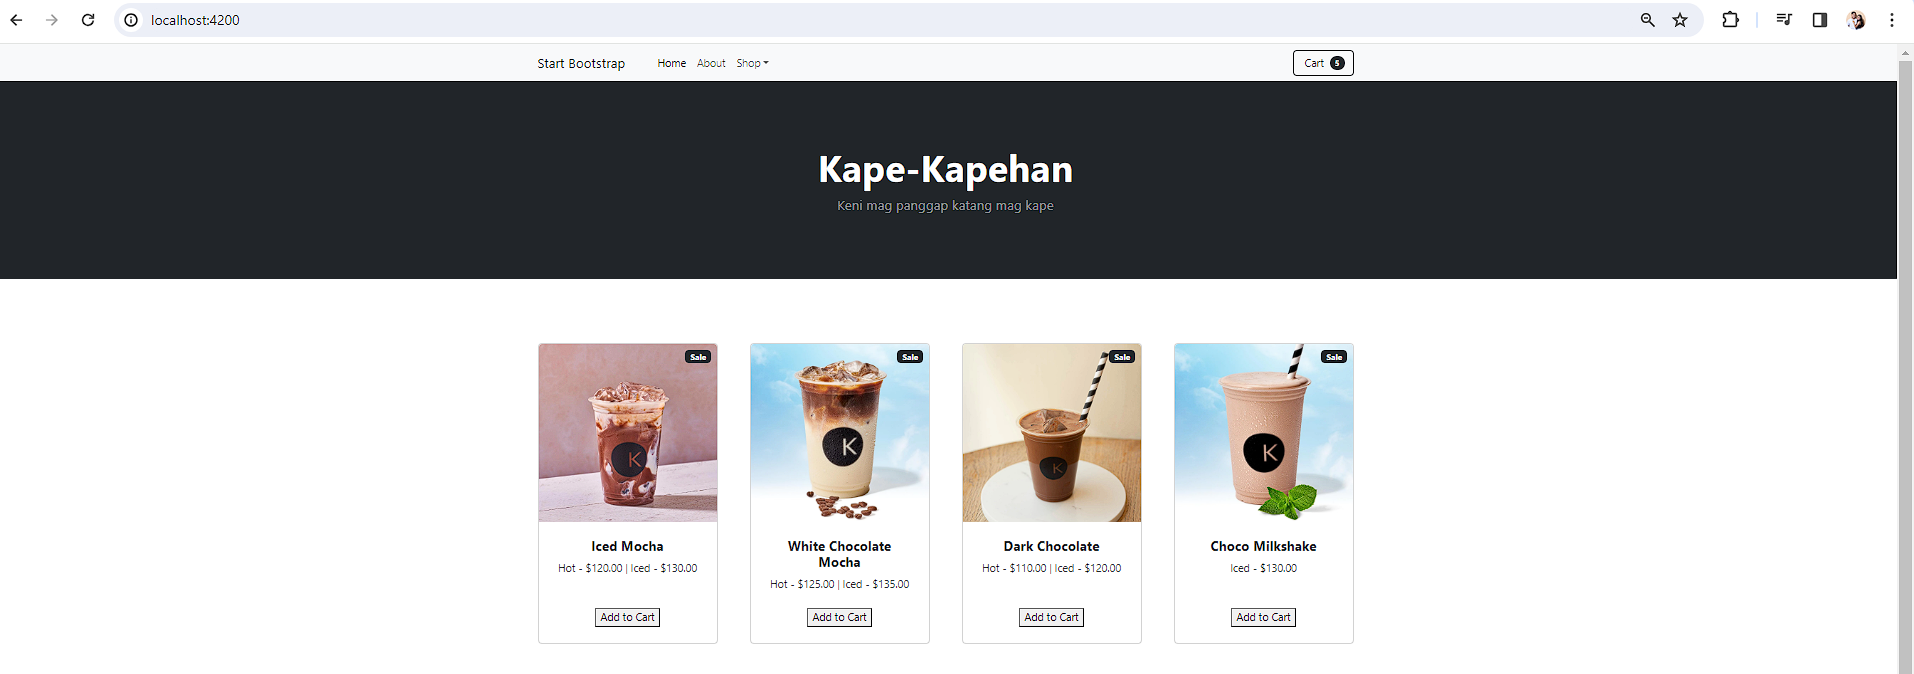 localhost:4200
Start Bootstrap Home About Shop Cart 5
Kape-Kapehan
Keni mag panggap katang mag kape
Sale Sale Sale Sale
K K K K
Iced Mocha
Hot - $120.00 | Iced - $130.00
Add to Cart
White Chocolate
Mocha
Hot - $125.00 | Iced - $135.00
Add to Cart
Dark Chocolate
Hot - $110.00 | Iced - $120.00
Add to Cart
Choco Milkshake
Iced - $130.00
Add to Cart